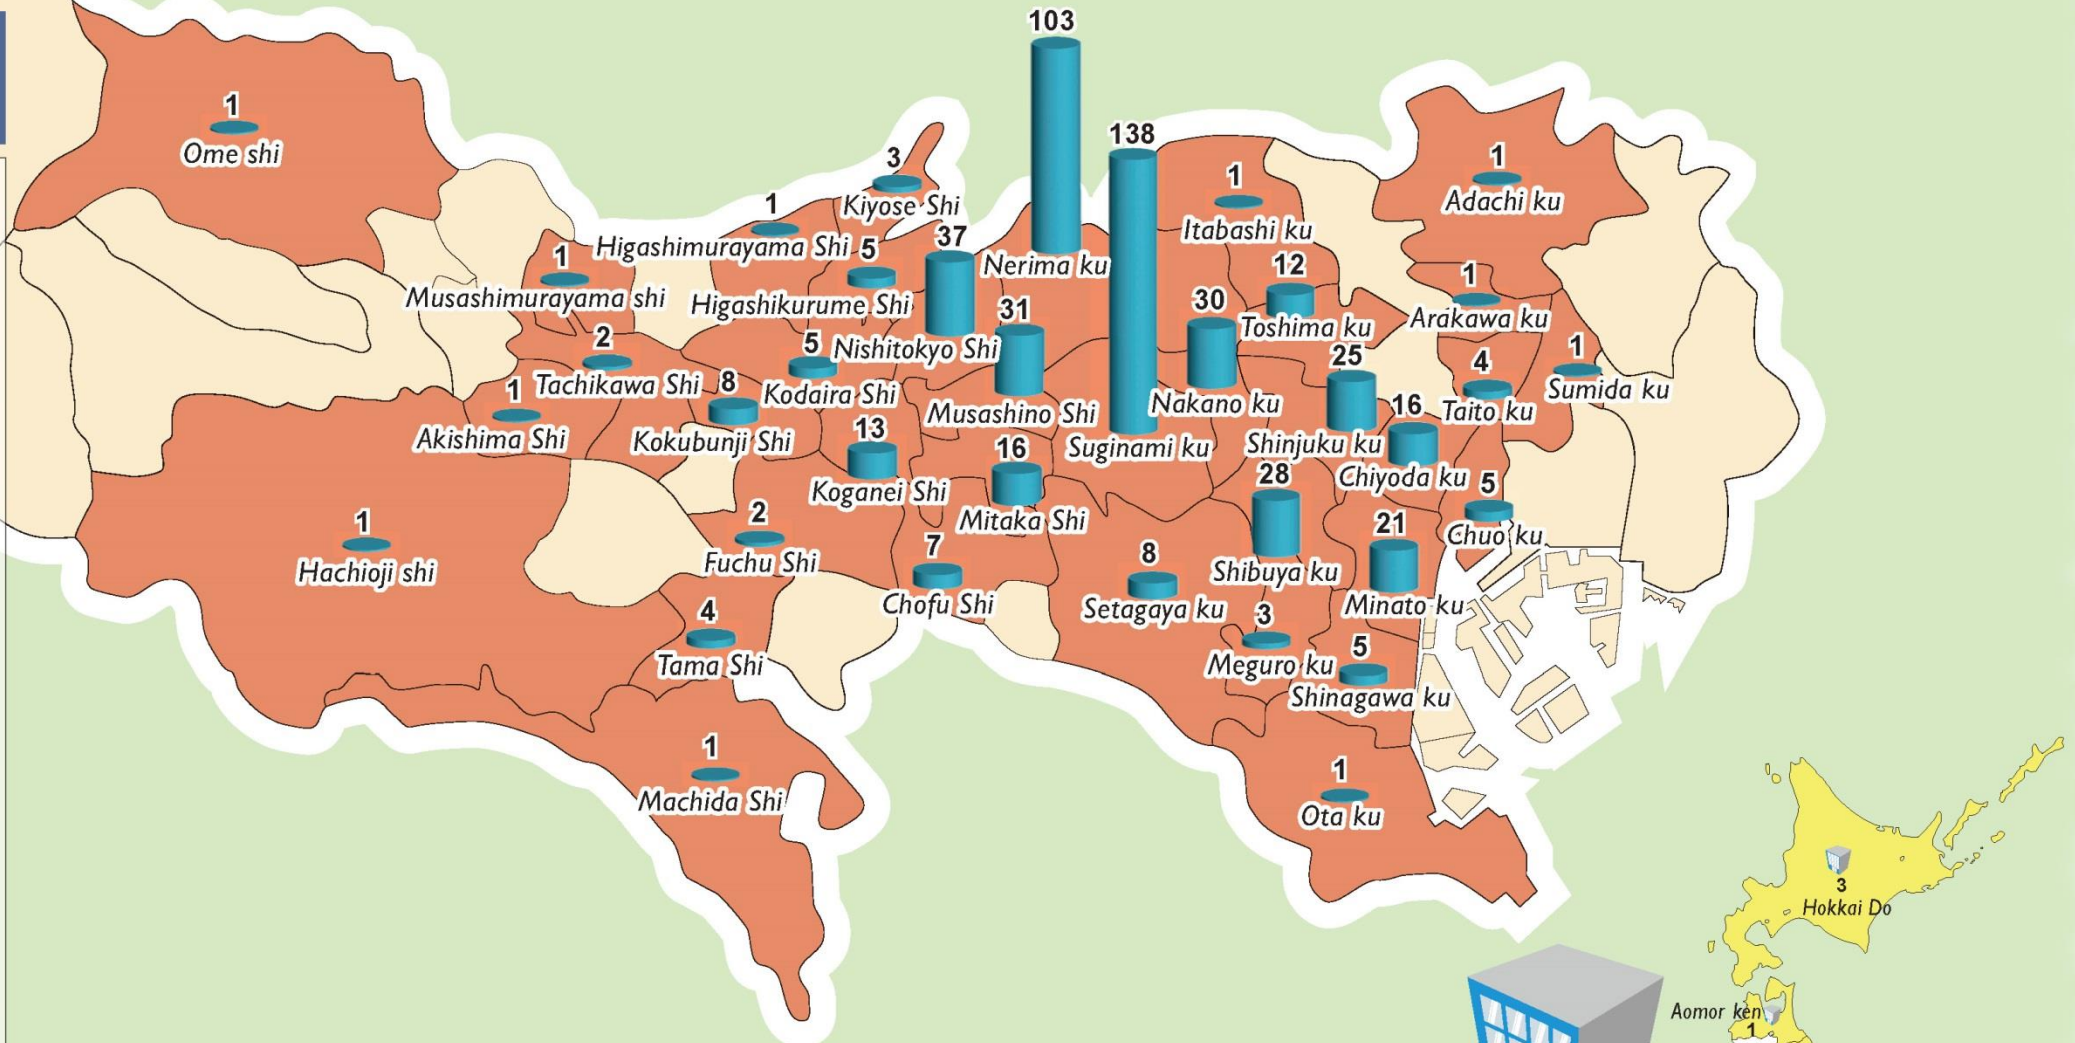 103
138
1
Ome shi
3
Kiyose Shi
1
Higashimurayama Shi
1
Musashimurayama shi
5
Higashikurume Shi
37
Nishitokyo Shi
Nerima ku
1
Itabashi ku
1
Adachi ku
12
Toshima ku
1
Arakawa ku
2
Tachikawa Shi
5
Kodaira Shi
31
Musashino Shi
30
Nakano ku
25
Shinjuku ku
4
Taito ku
1
Sumida ku
1
Akishima Shi
8
Kokubunji Shi
13
Koganei Shi
16
Mitaka Shi
Suginami ku
16
Chiyoda ku
5
Chuo ku
1
Hachioji shi
2
Fuchu Shi
7
Chofu Shi
8
Setagaya ku
28
Shibuya ku
21
Minato ku
4
Tama Shi
3
Meguro ku
5
Shinagawa ku
1
Machida Shi
1
Ota ku
3
Hokkai Do
Aomor ken
1